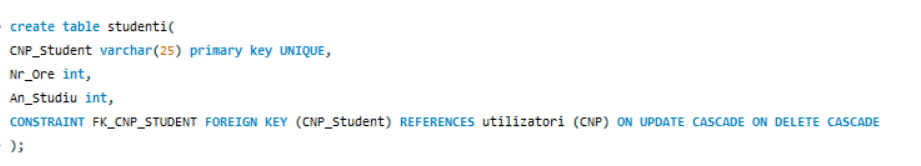 create table studenti(
CNP_Student varchar(25) primary key UNIQUE,
Nr_Ore int,
An_Studiu int,
CONSTRAINT FK_CNP_STUDENT FOREIGN KEY (CNP_Student) REFERENCES utilizatori (CNP) ON UPDATE CASCADE ON DELETE CASCADE
);